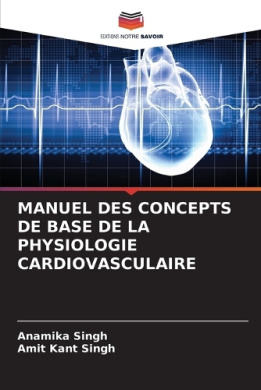 EDITIONS NOTRE SAVOIR
MANUEL DES CONCEPTS
DE BASE DE LA
PHYSIOLOGIE
CARDIOVASCULAIRE
Anamika Singh
Amit Kant Singh